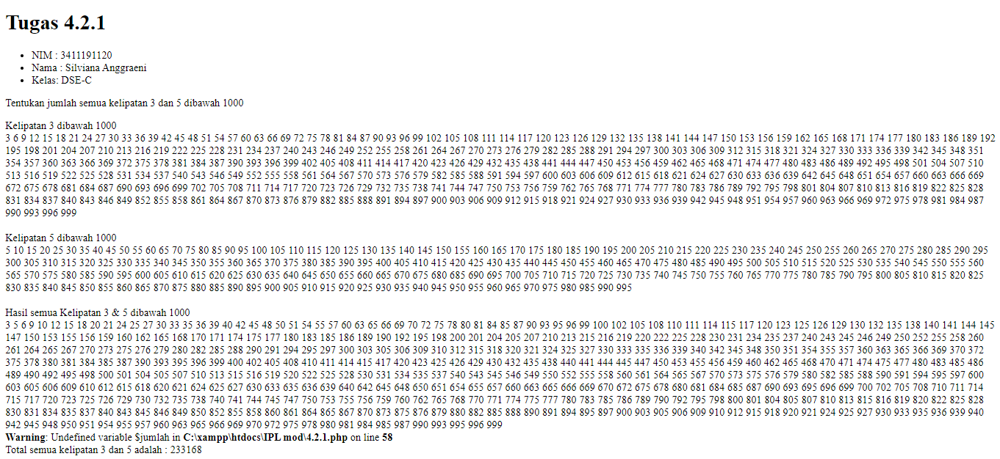 Tugas 4.2.1
• NIM : 3411191120
• Nama : Silviana Anggraeni
• Kelas: DSE-C
Tentukan jumlah semua kelipatan 3 dan 5 dibawah 1000
Kelipatan 3 dibawah 1000
3 6 9 12 15 18 21 24 27 30 33 36 39 42 45 48 51 54 57 60 63 66 69 72 75 78 81 84 87 90 93 96 99 102 105 108 111 114 117 120 123 126 129 132 135 138 141 144 147 150 153 156 159 162 165 168 171 174 177 180 183 186 189 192
195 198 201 204 207 210 213 216 219 222 225 228 231 234 237 240 243 246 249 252 255 258 261 264 267 270 273 276 279 282 285 288 291 294 297 300 303 306 309 312 315 318 321 324 327 330 333 336 339 342 345 348 351
354 357 360 363 366 369 372 375 378 381 384 387 390 393 396 399 402 405 408 411 414 417 420 423 426 429 432 435 438 441 444 447 450 453 456 459 462 465 468 471 474 477 480 483 486 489 492 495 498 501 504 507 510
513 516 519 522 525 528 531 534 537 540 543 546 549 552 555 558 561 564 567 570 573 576 579 582 585 588 591 594 597 600 603 606 609 612 615 618 621 624 627 630 633 636 639 642 645 648 651 654 657 660 663 666 669
672 675 678 681 684 687 690 693 696 699 702 705 708 711 714 717 720 723 726 729 732 735 738 741 744 747 750 753 756 759 762 765 768 771 774 777 780 783 786 789 792 795 798 801 804 807 810 813 816 819 822 825 828
831 834 837 840 843 846 849 852 855 858 861 864 867 870 873 876 879 882 885 888 891 894 897 900 903 906 909 912 915 918 921 924 927 930 933 936 939 942 945 948 951 954 957 960 963 966 969 972 975 978 981 984 987
990 993 996 999
Kelipatan 5 dibawah 1000
5 10 15 20 25 30 35 40 45 50 55 60 65 70 75 80 85 90 95 100 105 110 115 120 125 130 135 140 145 150 155 160 165 170 175 180 185 190 195 200 205 210 215 220 225 230 235 240 245 250 255 260 265 270 275 280 285 290 295
300 305 310 315 320 325 330 335 340 345 350 355 360 365 370 375 380 385 390 395 400 405 410 415 420 425 430 435 440 445 450 455 460 465 470 475 480 485 490 495 500 505 510 515 520 525 530 535 540 545 550 555 560
565 570 575 580 585 590 595 600 605 610 615 620 625 630 635 640 645 650 655 660 665 670 675 680 685 690 695 700 705 710 715 720 725 730 735 740 745 750 755 760 765 770 775 780 785 790 795 800 805 810 815 820 825
830 835 840 845 850 855 860 865 870 875 880 885 890 895 900 905 910 915 920 925 930 935 940 945 950 955 960 965 970 975 980 985 990 995
Hasil semua Kelipatan 3 & 5 dibawah 1000
3 5 6 9 10 12 15 18 20 21 24 25 27 30 33 35 36 39 40 42 45 48 50 51 54 55 57 60 63 65 66 69 70 72 75 78 80 81 84 85 87 90 93 95 96 99 100 102 105 108 110 111 114 115 117 120 123 125 126 129 130 132 135 138 140 141 144 145
147 150 153 155 156 159 160 162 165 168 170 171 174 175 177 180 183 185 186 189 190 192 195 198 200 201 204 205 207 210 213 215 216 219 220 222 225 228 230 231 234 235 237 240 243 245 246 249 250 252 255 258 260
261 264 265 267 270 273 275 276 279 280 282 285 288 290 291 294 295 297 300 303 305 306 309 310 312 315 318 320 321 324 325 327 330 333 335 336 339 340 342 345 348 350 351 354 355 357 360 363 365 366 369 370 372
375 378 380 381 384 385 387 390 393 395 396 399 400 402 405 408 410 411 414 415 417 420 423 425 426 429 430 432 435 438 440 441 444 445 447 450 453 455 456 459 460 462 465 468 470 471 474 475 477 480 483 485 486
489 490 492 495 498 500 501 504 505 507 510 513 515 516 519 520 522 525 528 530 531 534 535 537 540 543 545 546 549 550 552 555 558 560 561 564 565 567 570 573 575 576 579 580 582 585 588 590 591 594 595 597 600
603 605 606 609 610 612 615 618 620 621 624 625 627 630 633 635 636 639 640 642 645 648 650 651 654 655 657 660 663 665 666 669 670 672 675 678 680 681 684 685 687 690 693 695 696 699 700 702 705 708 710 711 714
715 717 720 723 725 726 729 730 732 735 738 740 741 744 745 747 750 753 755 756 759 760 762 765 768 770 771 774 775 777 780 783 785 786 789 790 792 795 798 800 801 804 805 807 810 813 815 816 819 820 822 825 828
830 831 834 835 837 840 843 845 846 849 850 852 855 858 860 861 864 865 867 870 873 875 876 879 880 882 885 888 890 891 894 895 897 900 903 905 906 909 910 912 915 918 920 921 924 925 927 930 933 935 936 939 940
942 945 948 950 951 954 955 957 960 963 965 966 969 970 972 975 978 980 981 984 985 987 990 993 995 996 999
Warning: Undefined variable $jumlah in C:\xampp\htdocs\IPL mod\4.2.1.php on line 58
Total semua kelipatan 3 dan 5 adalah : 233168